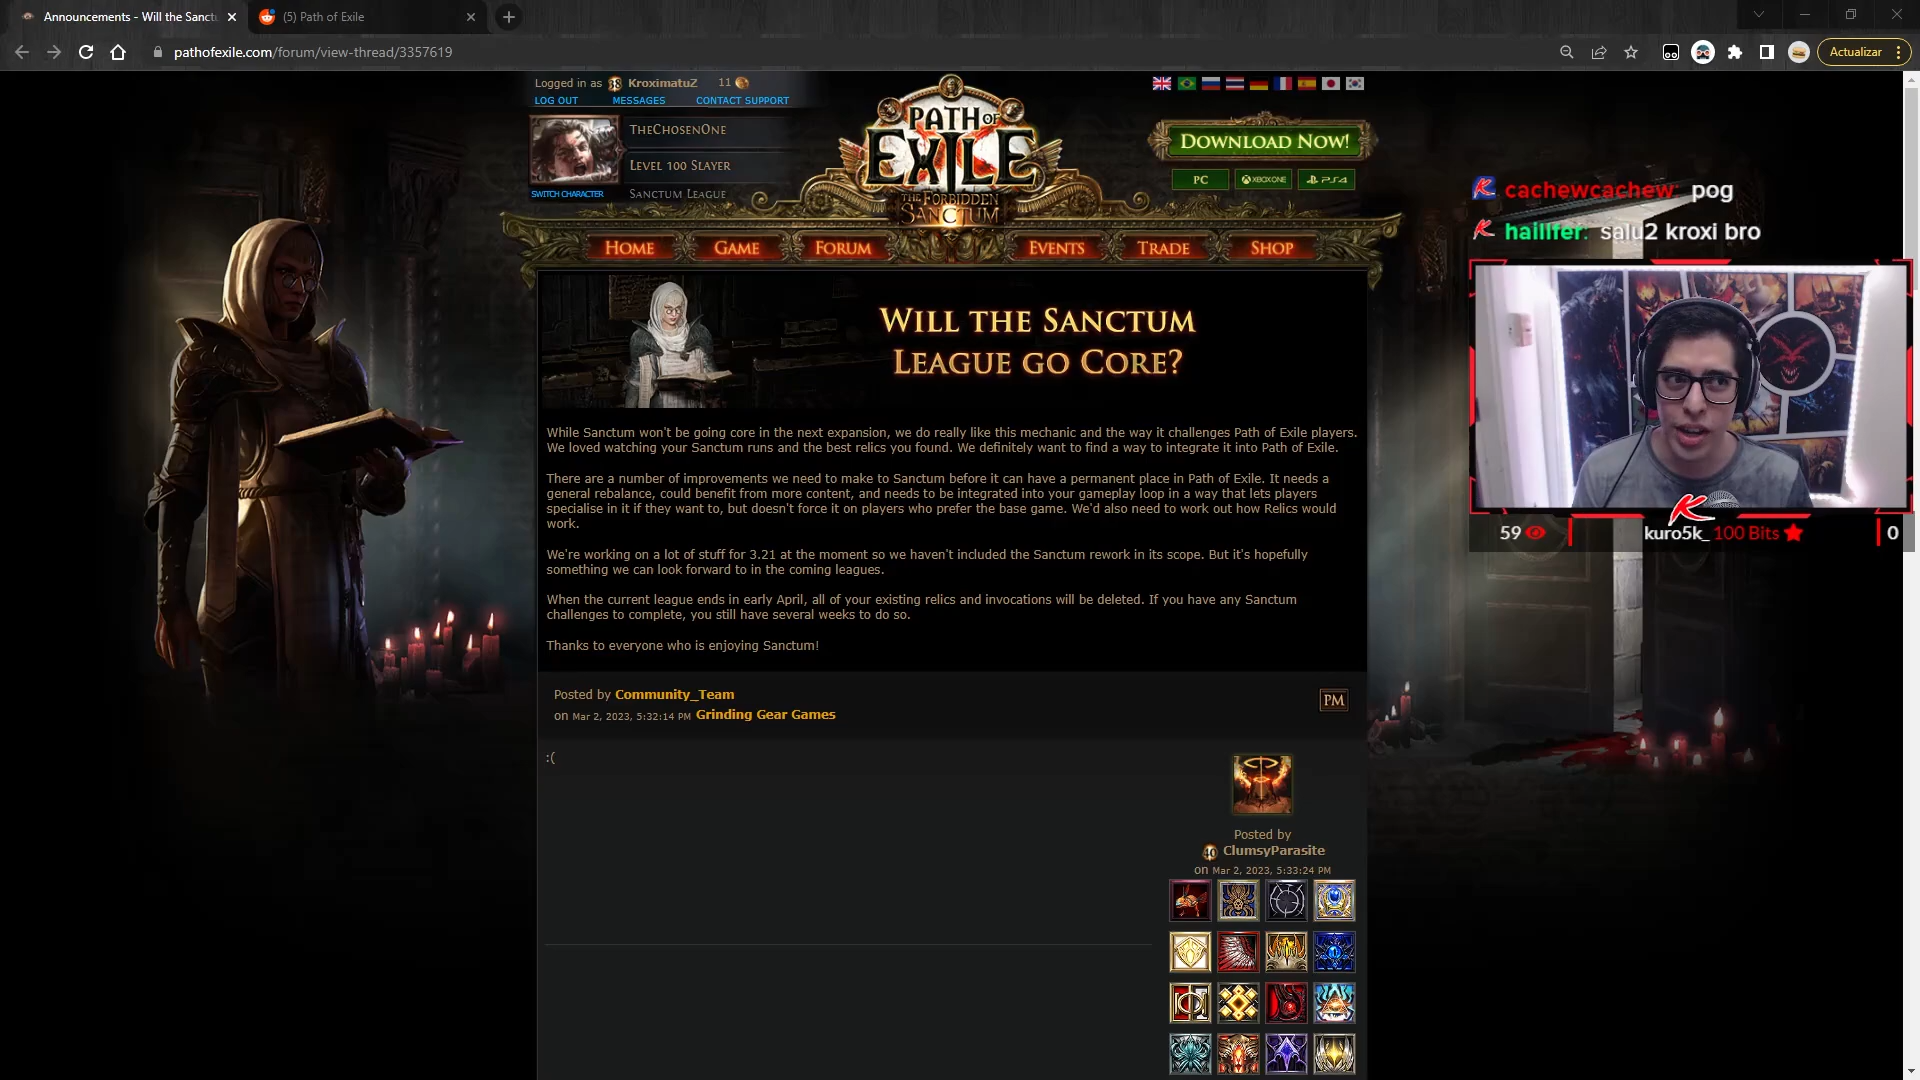 Announcements - Will the Sanctu
(5) Path of Exile
pathofexile.com/forum/view-thread/3357619
Actualizar
Logged in as 38 KroximatuZ 11
LOG OUT MESSAGES CONTACT SUPPORT
TheChosenOne
Level 100 Slayer
SWITCH CHARACTER Sanctum League
PATH OF
EXILE
THE FORBIDDEN
SANCTUM
Download Now!
PC XBOX ONE PS4
Home Game Forum Events Trade Shop
Will the Sanctum
League go Core?
While Sanctum won't be going core in the next expansion, we do really like this mechanic and the way it challenges Path of Exile players.
We loved watching your Sanctum runs and the best relics you found. We definitely want to find a way to integrate it into Path of Exile.
There are a number of improvements we need to make to Sanctum before it can have a permanent place in Path of Exile. It needs a
general rebalance, could benefit from more content, and needs to be integrated into your gameplay loop in a way that lets players
specialise in it if they want to, but doesn't force it on players who prefer the base game. We'd also need to work out how Relics would
work.
We're working on a lot of stuff for 3.21 at the moment so we haven't included the Sanctum rework in its scope. But it's hopefully
something we can look forward to in the coming leagues.
When the current league ends in early April, all of your existing relics and invocations will be deleted. If you have any Sanctum
challenges to complete, you still have several weeks to do so.
Thanks to everyone who is enjoying Sanctum!
Posted by Community_Team
on Mar 2, 2023, 5:32:14 PM Grinding Gear Games
PM
:(
Posted by
40 ClumsyParasite
on Mar 2, 2023, 5:33:24 PM
cachewcachew: pog
haillfer: salu2 kroxi bro
59
kuro5k_ 100 Bits
0